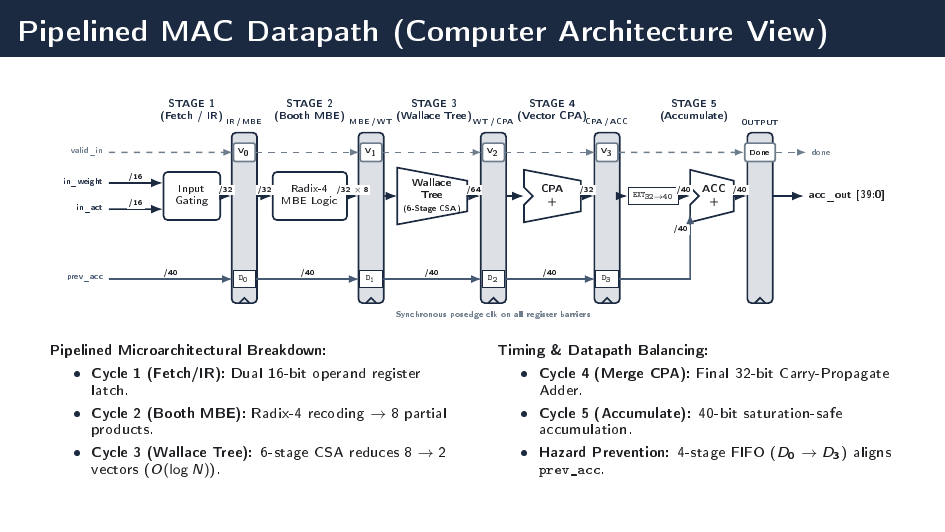 Pipelined MAC Datapath (Computer Architecture View)
STAGE 1
(Fetch / IR)
STAGE 2
(Booth MBE)
STAGE 3
(Wallace Tree)
STAGE 4
(Vector CPA)
STAGE 5
(Accumulate)
IR / MBE
MBE / WT
WT / CPA
CPA / ACC
OUTPUT
valid_in
V0
V1
V2
V3
Done
done
in_weight
/16
in_act
/16
Input
Gating
/32
/32
Radix-4
MBE Logic
/32 × 8
Wallace
Tree
(6-Stage CSA)
/64
CPA
+
/32
EXT32→40
/40
ACC
+
/40
acc_out [39:0]
/40
prev_acc
/40
D0
/40
D1
/40
D2
/40
D3
Synchronous posedge clk on all register barriers
Pipelined Microarchitectural Breakdown:
• Cycle 1 (Fetch/IR): Dual 16-bit operand register
latch.
• Cycle 2 (Booth MBE): Radix-4 recoding → 8 partial
products.
• Cycle 3 (Wallace Tree): 6-stage CSA reduces 8 → 2
vectors (O(log N)).
Timing & Datapath Balancing:
• Cycle 4 (Merge CPA): Final 32-bit Carry-Propagate
Adder.
• Cycle 5 (Accumulate): 40-bit saturation-safe
accumulation.
• Hazard Prevention: 4-stage FIFO (D0 → D3) aligns
prev_acc.